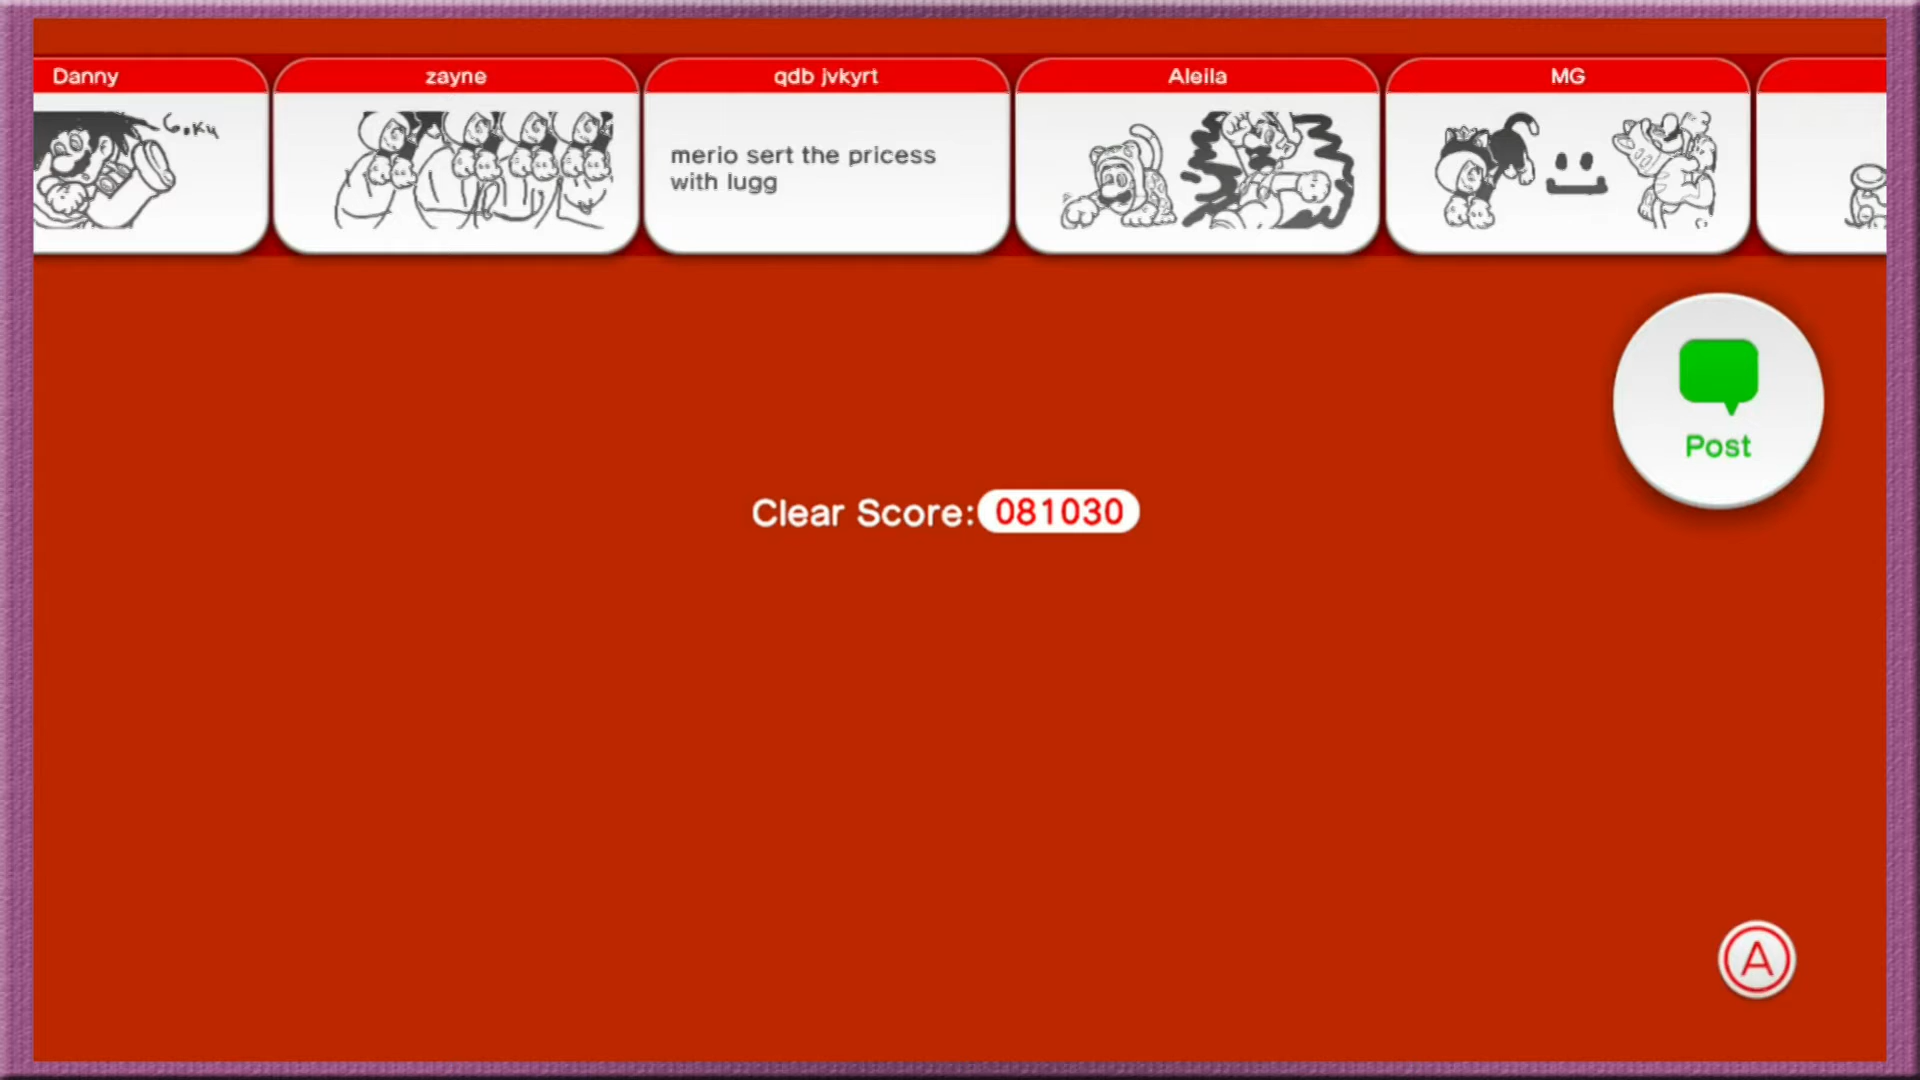 Danny
Goku
zayne
qdb jvkyrt
merio sert the pricess
with lugg
Aleila
MG
Post
Clear Score: 081030
A